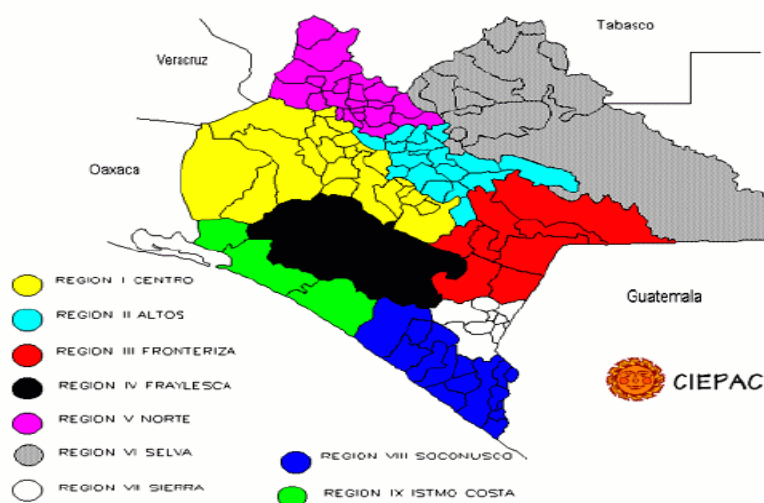 Tabasco
Veracruz
Oaxaca
Guatemala
REGION I CENTRO
REGION II ALTOS
REGION III FRONTERIZA
REGION IV FRAYLESCA
REGION V NORTE
REGION VI SELVA
REGION VII SIERRA
REGION VIII SOCONUSCO
REGION IX ISTMO COSTA
CIEPAC